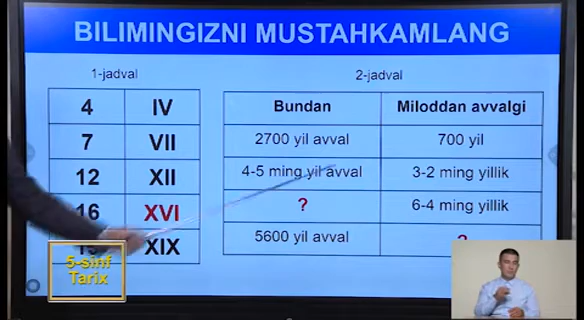 BILIMINGIZNI MUSTAHKAMLANG
1-jadval
4 IV
7 VII
12 XII
16 XVI
XIX
2-jadval
Bundan Miloddan avvalgi
2700 yil avval 700 yil
4-5 ming yil avval 3-2 ming yillik
? 6-4 ming yillik
5600 yil avval ?
5-sinf
Tarix